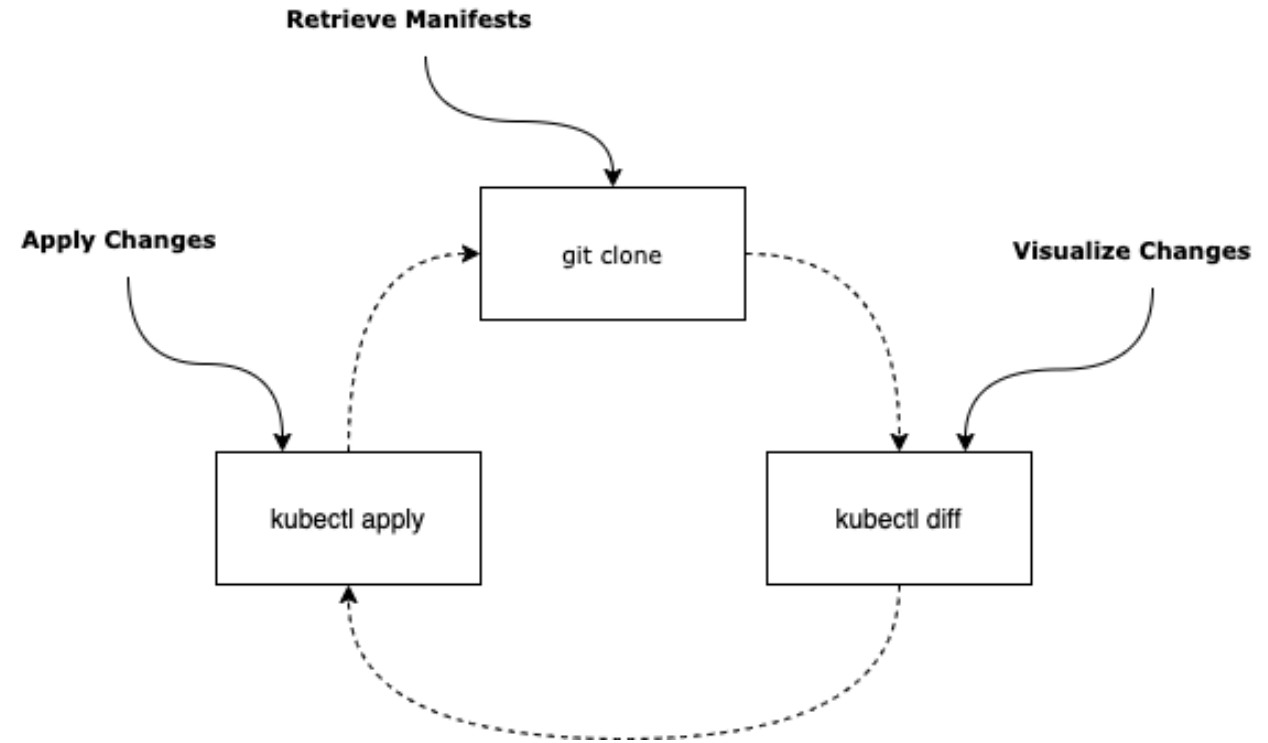 Retrieve Manifests
Apply Changes
git clone
Visualize Changes
kubectl apply
kubectl diff